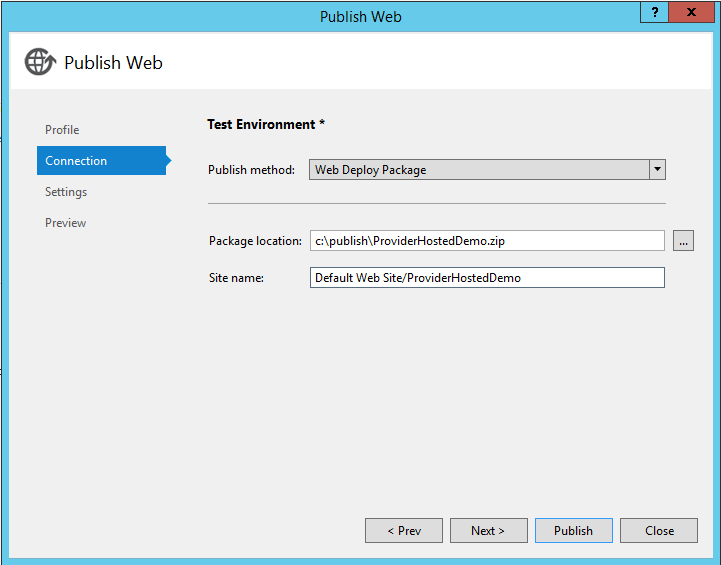 Publish Web
?
x
Publish Web
Profile
Connection
Settings
Preview
Test Environment *
Publish method: Web Deploy Package
Package location: c:\publish\ProviderHostedDemo.zip ...
Site name: Default Web Site/ProviderHostedDemo
< Prev Next > Publish Close